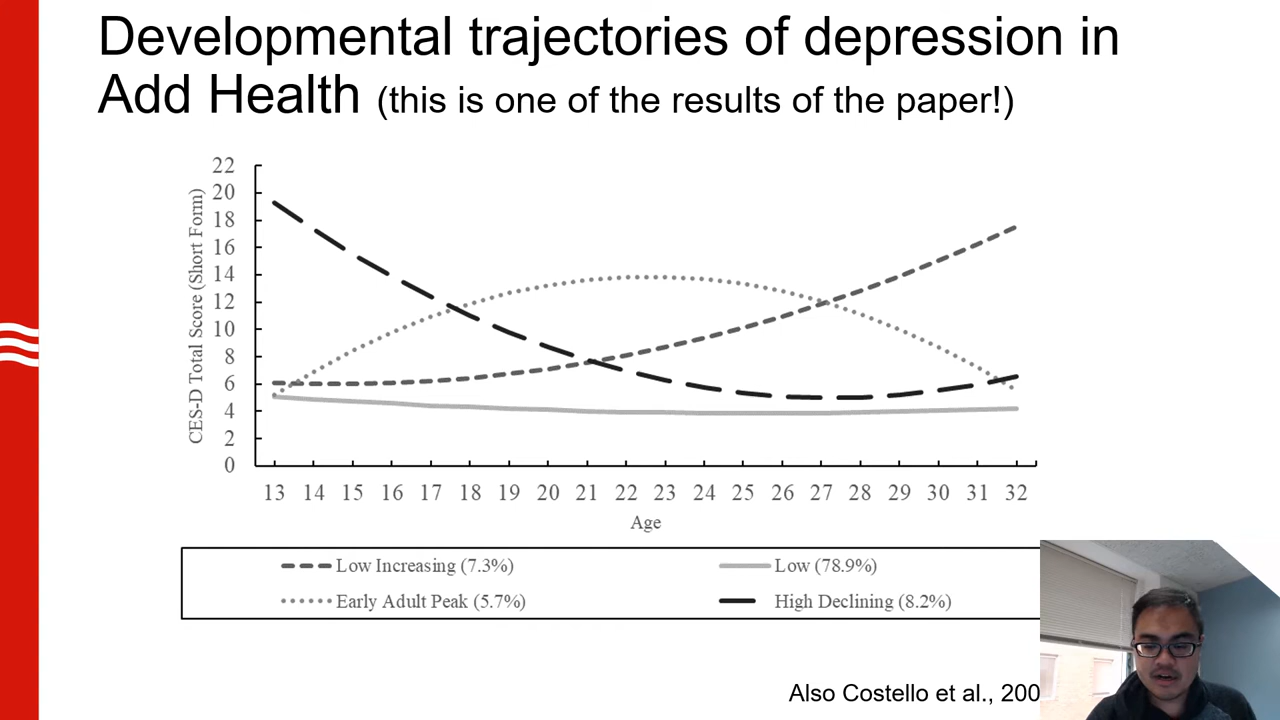 Developmental trajectories of depression in
Add Health (this is one of the results of the paper!)
CES-D Total Score (Short Form)
22
20
18
16
14
12
10
8
6
4
2
0
13 14 15 16 17 18 19 20 21 22 23 24 25 26 27 28 29 30 31 32
Age
Low Increasing (7.3%) Low (78.9%)
Early Adult Peak (5.7%) High Declining (8.2%)
Also Costello et al.,